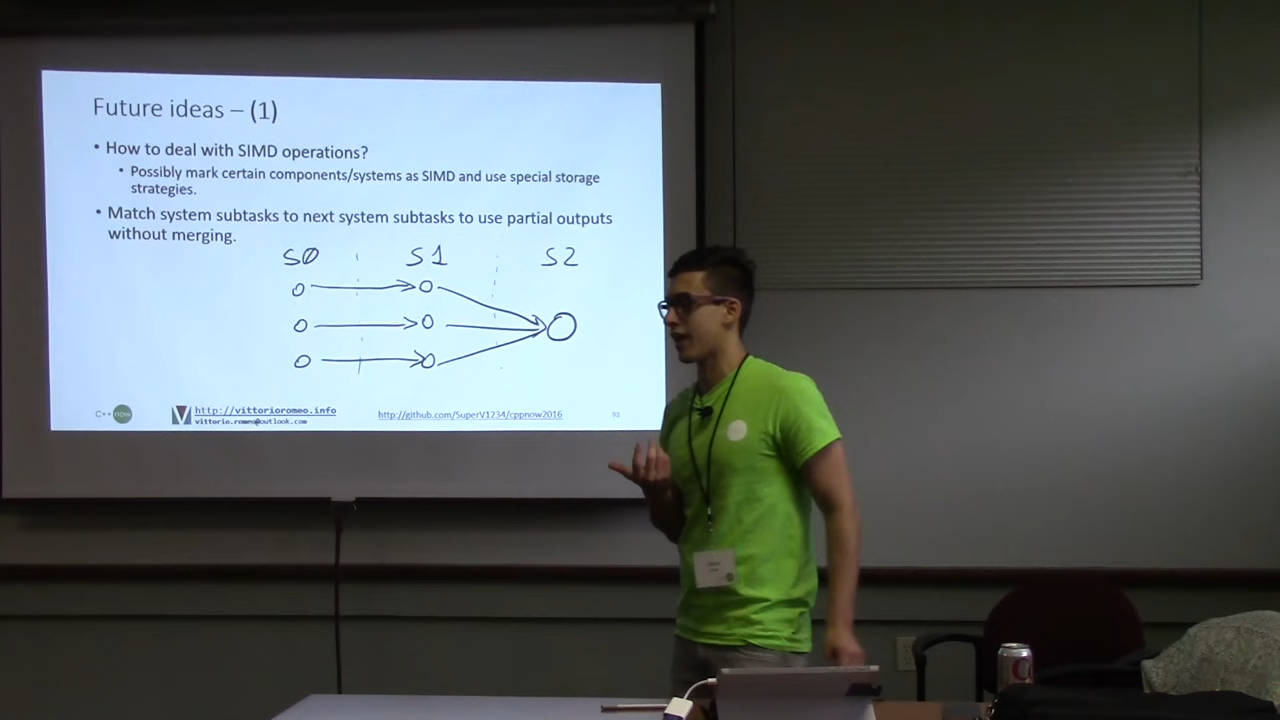 Future ideas – (1)
• How to deal with SIMD operations?
• Possibly mark certain components/systems as SIMD and use special storage
strategies.
• Match system subtasks to next system subtasks to use partial outputs
without merging.
S0 S1 S2
C++ now
http://vittorioromeo.info
vittorio.romeo@outlook.com
http://github.com/SuperV1234/cppnow2016
93